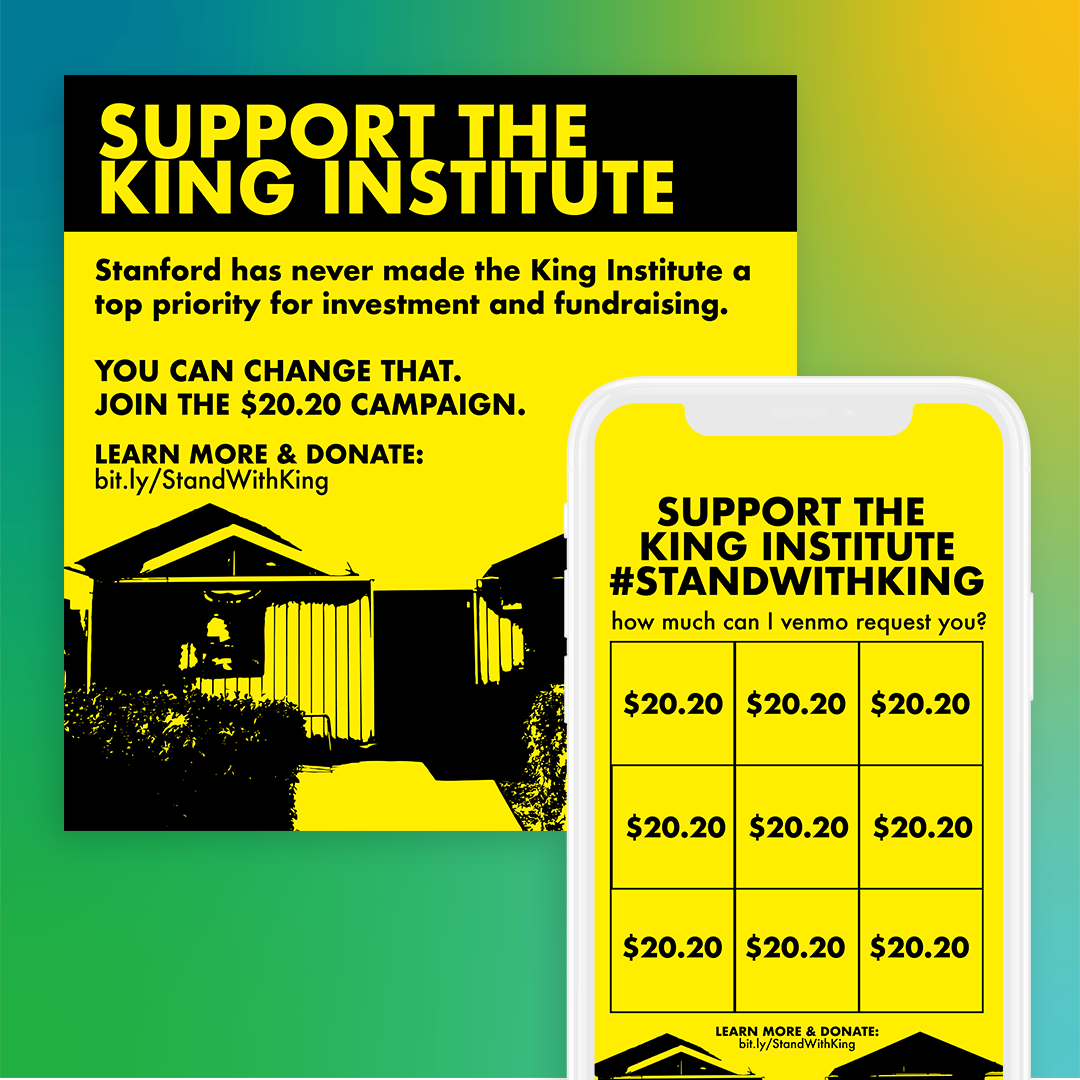 SUPPORT THE
KING INSTITUTE
Stanford has never made the King Institute a
top priority for investment and fundraising.
YOU CAN CHANGE THAT.
JOIN THE $20.20 CAMPAIGN.
LEARN MORE & DONATE:
bit.ly/StandWithKing
SUPPORT THE
KING INSTITUTE
#STANDWITHKING
how much can I venmo request you?
$20.20 $20.20 $20.20
$20.20 $20.20 $20.20
$20.20 $20.20 $20.20
LEARN MORE & DONATE:
bit.ly/StandWithKing